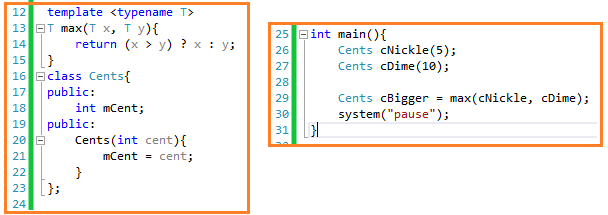 12 template <typename T>
13 T max(T x, T y){
14 return (x > y) ? x : y;
15 }
16 class Cents{
17 public:
18 int mCent;
19 public:
20 Cents(int cent){
21 mCent = cent;
22 }
23 };
24
25 int main(){
26 Cents cNickle(5);
27 Cents cDime(10);
28
29 Cents cBigger = max(cNickle, cDime);
30 system("pause");
31 }